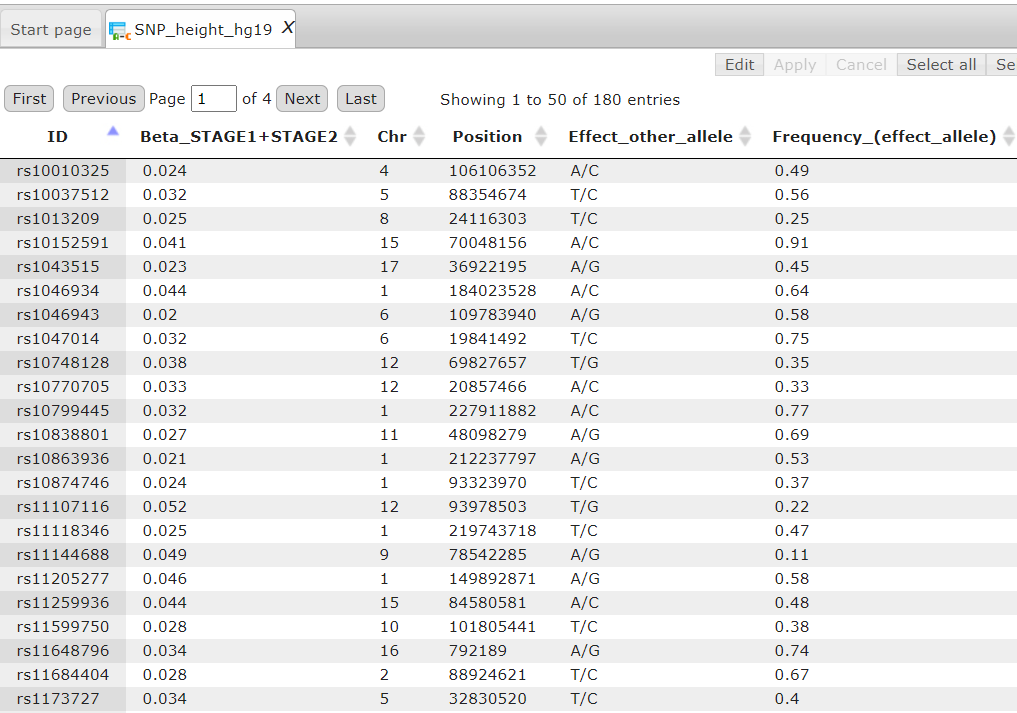 Start page SNP_height_hg19 X
Edit Apply Cancel Select all Se
First Previous Page 1 of 4 Next Last Showing 1 to 50 of 180 entries
ID Beta_STAGE1+STAGE2 Chr Position Effect_other_allele Frequency_(effect_allele)
rs10010325 0.024 4 106106352 A/C 0.49
rs10037512 0.032 5 88354674 T/C 0.56
rs1013209 0.025 8 24116303 T/C 0.25
rs10152591 0.041 15 70048156 A/C 0.91
rs1043515 0.023 17 36922195 A/G 0.45
rs1046934 0.044 1 184023528 A/C 0.64
rs1046943 0.02 6 109783940 A/G 0.58
rs1047014 0.032 6 19841492 T/C 0.75
rs10748128 0.038 12 69827657 T/G 0.35
rs10770705 0.033 12 20857466 A/C 0.33
rs10799445 0.032 1 227911882 A/C 0.77
rs10838801 0.027 11 48098279 A/G 0.69
rs10863936 0.021 1 212237797 A/G 0.53
rs10874746 0.024 1 93323970 T/C 0.37
rs11107116 0.052 12 93978503 T/G 0.22
rs11118346 0.025 1 219743718 T/C 0.47
rs11144688 0.049 9 78542285 A/G 0.11
rs11205277 0.046 1 149892871 A/G 0.58
rs11259936 0.044 15 84580581 A/C 0.48
rs11599750 0.028 10 101805441 T/C 0.38
rs11648796 0.034 16 792189 A/G 0.74
rs11684404 0.028 2 88924621 T/C 0.67
rs1173727 0.034 5 32830520 T/C 0.4